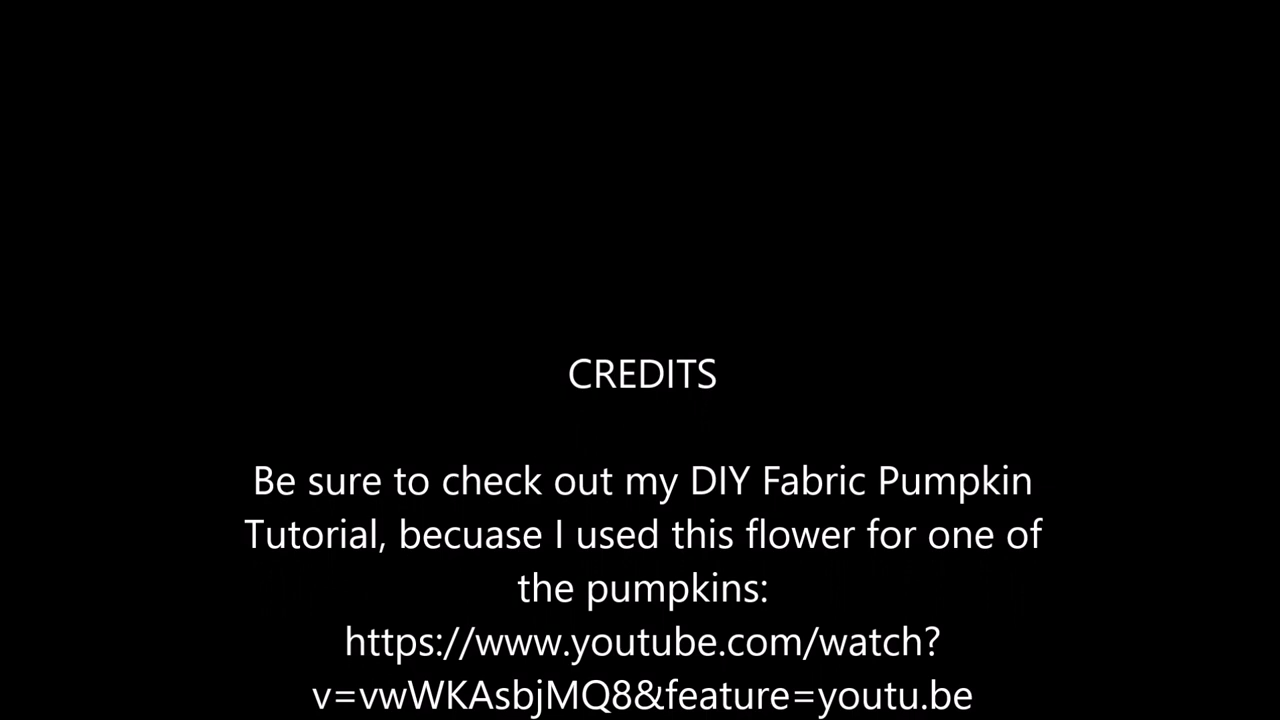 CREDITS
Be sure to check out my DIY Fabric Pumpkin
Tutorial, becuase I used this flower for one of
the pumpkins:
https://www.youtube.com/watch?
v=vwWKAsbjMQ8&feature=youtu.be